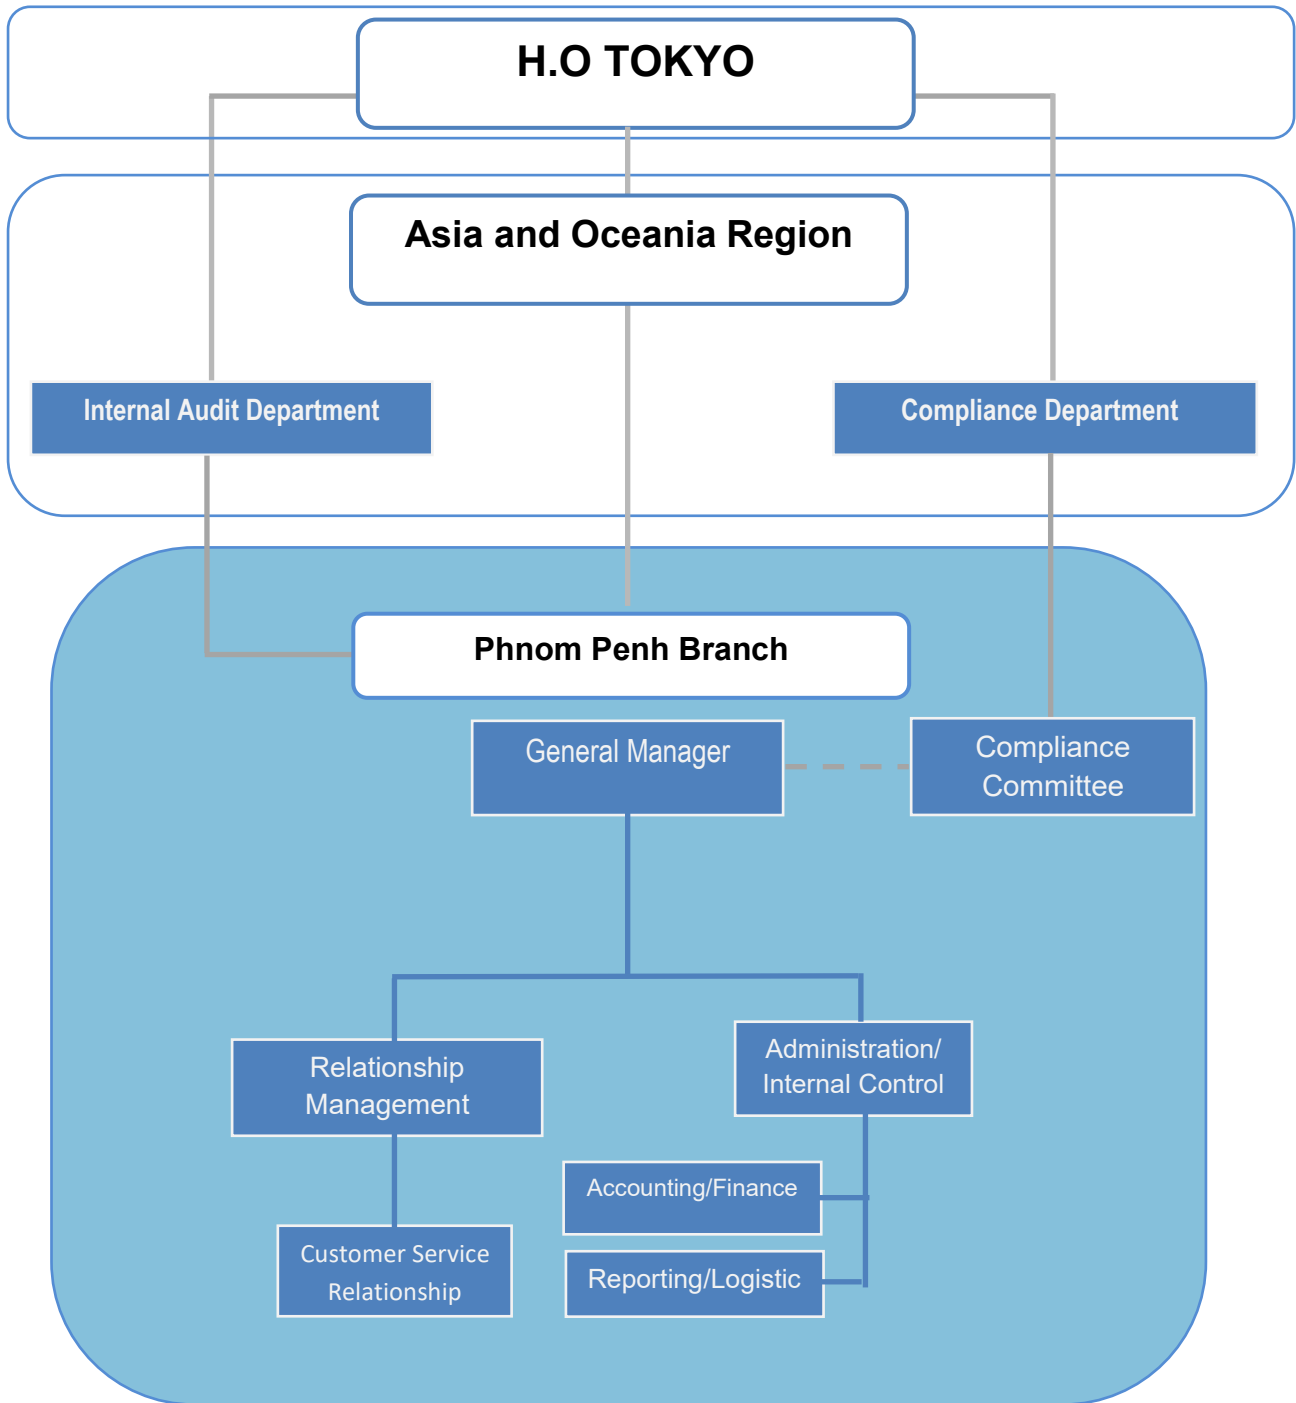 H.O TOKYO
Asia and Oceania Region
Internal Audit Department
Compliance Department
Phnom Penh Branch
General Manager
Compliance
Committee
Relationship
Management
Administration/
Internal Control
Accounting/Finance
Customer Service
Relationship
Reporting/Logistic